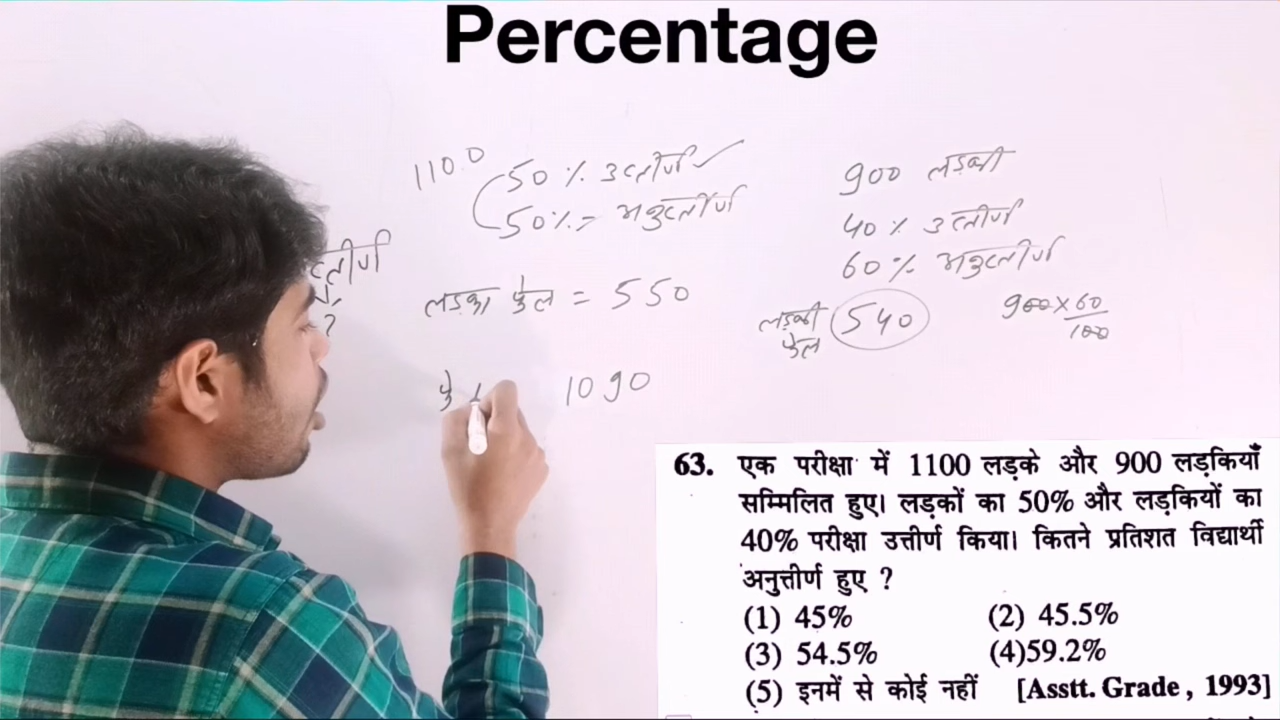 Percentage
1100 50% उत्तीर्ण ✓
50% = अनुत्तीर्ण
लड़का फेल = 550
1090
900 लड़की
40% उत्तीर्ण
60% अनुत्तीर्ण
लड़की फेल 540
900 × 60
100
?
63. एक परीक्षा में 1100 लड़के और 900 लड़कियाँ
सम्मिलित हुए। लड़कों का 50% और लड़कियों का
40% परीक्षा उत्तीर्ण किया। कितने प्रतिशत विद्यार्थी
अनुत्तीर्ण हुए ?
(1) 45% (2) 45.5%
(3) 54.5% (4)59.2%
(5) इनमें से कोई नहीं [Asstt. Grade, 1993]